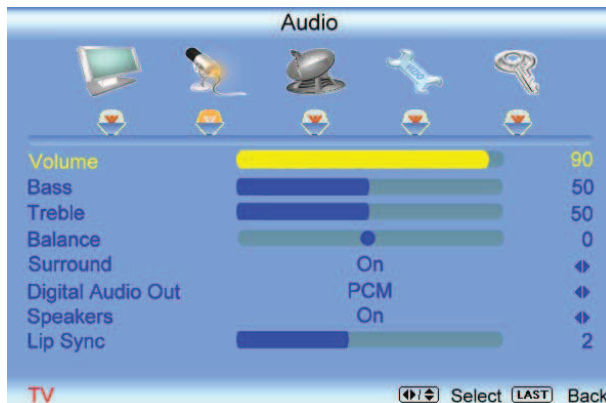 Audio
Volume 90
Bass 50
Treble 50
Balance 0
Surround On
Digital Audio Out PCM
Speakers On
Lip Sync 2
TV Select LAST Back